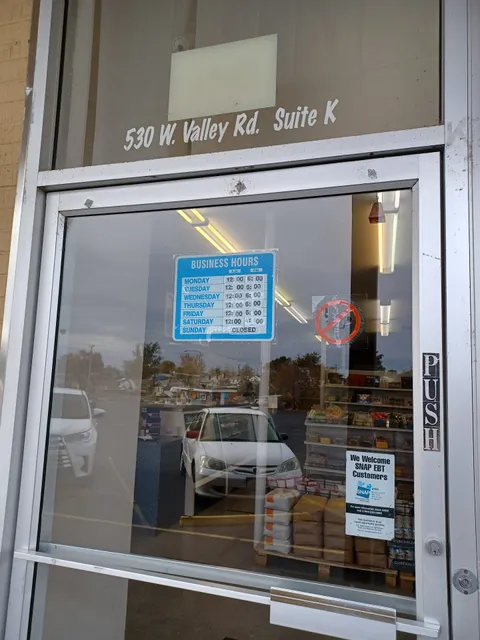 530 W. Valley Rd. Suite K
BUSINESS HOURS
MONDAY 12:00 6:00
TUESDAY 12:00 6:00
WEDNESDAY 12:00 6:00
THURSDAY 12:00 6:00
FRIDAY 12:00 6:00
SATURDAY 12:00
SUNDAY CLOSED
PUSH
We Welcome
SNAP EBT
Customers
SNAP